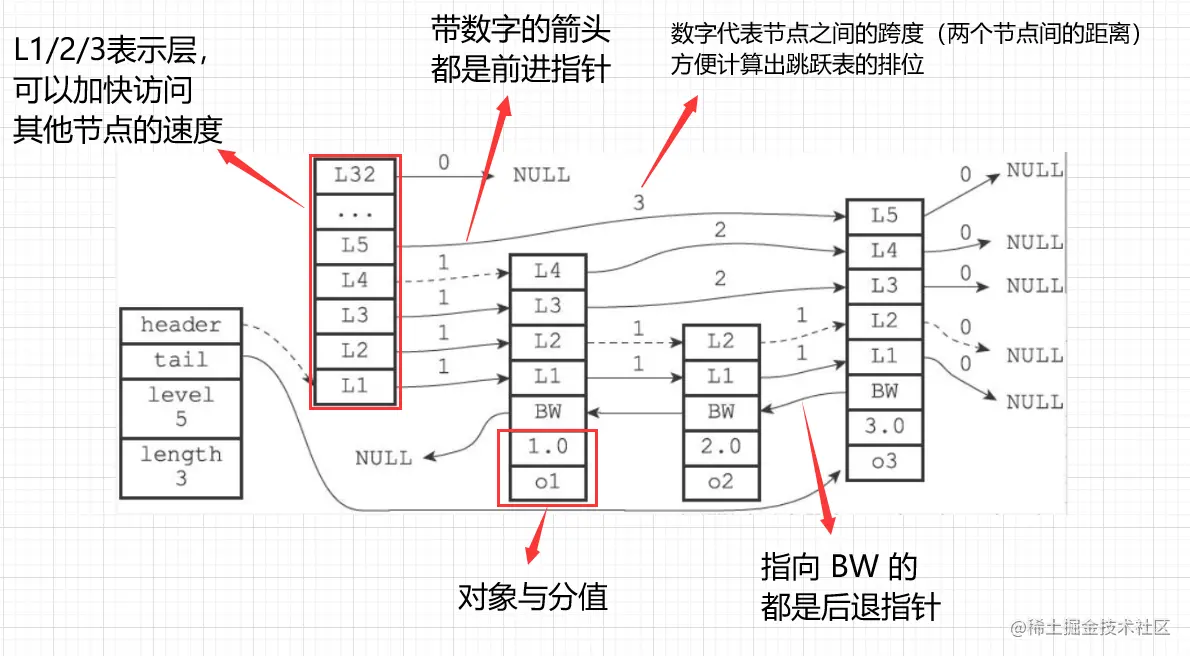 L1/2/3表示层，
可以加快访问
其他节点的速度
带数字的箭头
都是前进指针
数字代表节点之间的跨度（两个节点间的距离）
方便计算出跳跃表的排位
header
tail
level
5
length
3
L32
...
L5
L4
L3
L2
L1
0
NULL
3
1
1
1
1
L4
L3
L2
L1
BW
1.0
o1
NULL
2
2
1
1
L2
L1
BW
2.0
o2
1
1
L5
L4
L3
L2
L1
BW
3.0
o3
0
NULL
0
NULL
0
NULL
0
NULL
0
NULL
对象与分值
指向 BW 的
都是后退指针
@稀土掘金技术社区